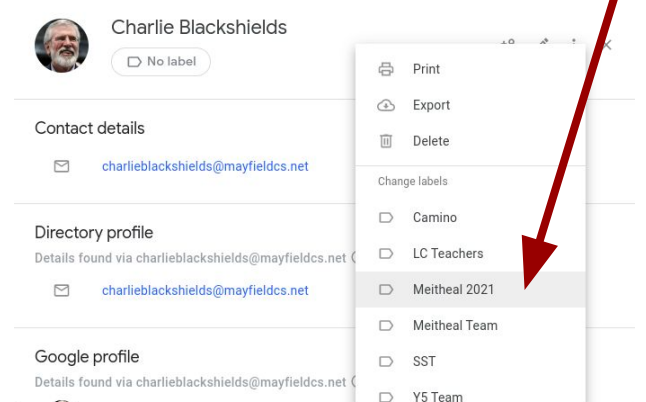 Charlie Blackshields
No label
Print
Export
Delete
Contact details
charlieblackshields@mayfieldcs.net
Change labels
Camino
Directory profile
Details found via charlieblackshields@mayfieldcs.net
LC Teachers
charlieblackshields@mayfieldcs.net
Meitheal 2021
Meitheal Team
Google profile
Details found via charlieblackshields@mayfieldcs.net
SST
Y5 Team